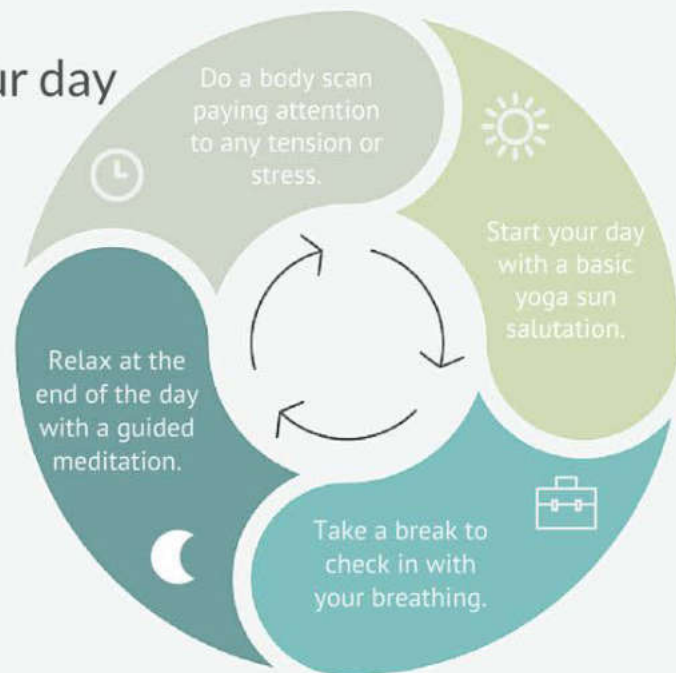 ur day
Do a body scan
paying attention
to any tension or
stress.
Start your day
with a basic
yoga sun
salutation.
Take a break to
check in with
your breathing.
Relax at the
end of the day
with a guided
meditation.